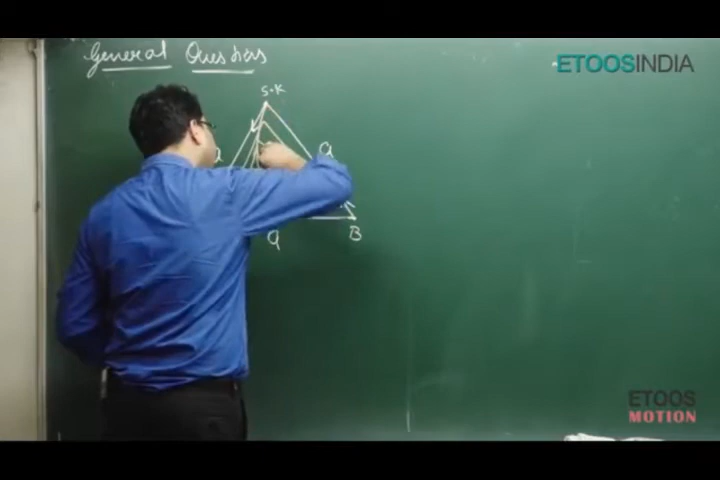 General Questions
ETOOSINDIA
S.K
a
a
B
ETOOS
MOTION